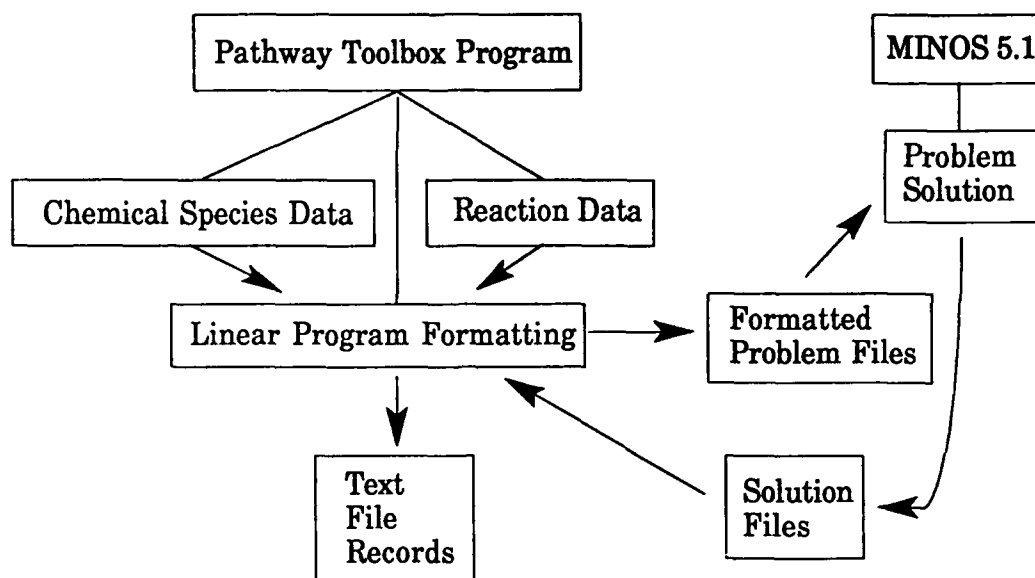 Pathway Toolbox Program
MINOS 5.1
Problem
Solution
Chemical Species Data
Reaction Data
Linear Program Formatting
Formatted
Problem Files
Text
File
Records
Solution
Files